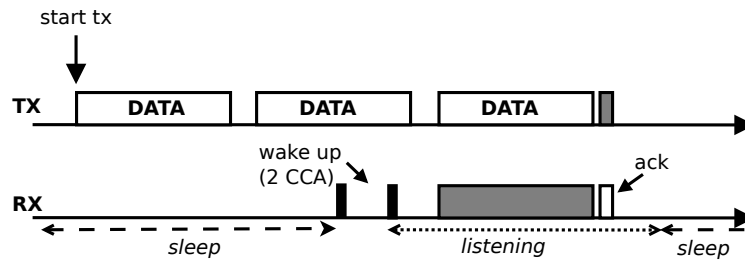 start tx
TX
DATA DATA DATA
wake up
(2 CCA)
ack
RX
sleep listening sleep